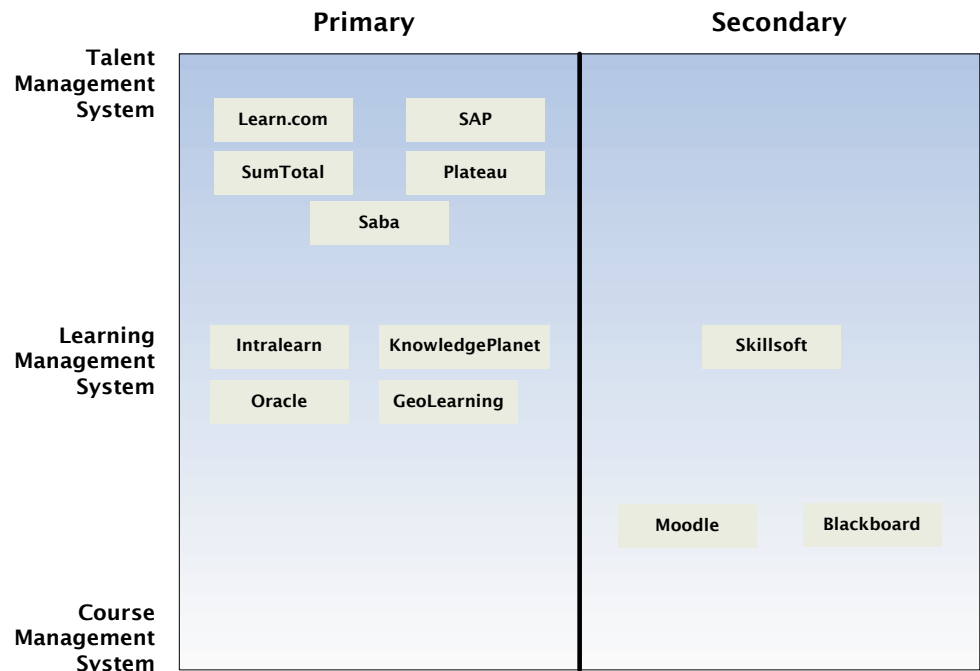 Primary
Secondary
Talent
Management
System
Learn.com
SAP
SumTotal
Plateau
Saba
Learning
Management
System
Intralearn
KnowledgePlanet
Skillsoft
Oracle
GeoLearning
Moodle
Blackboard
Course
Management
System